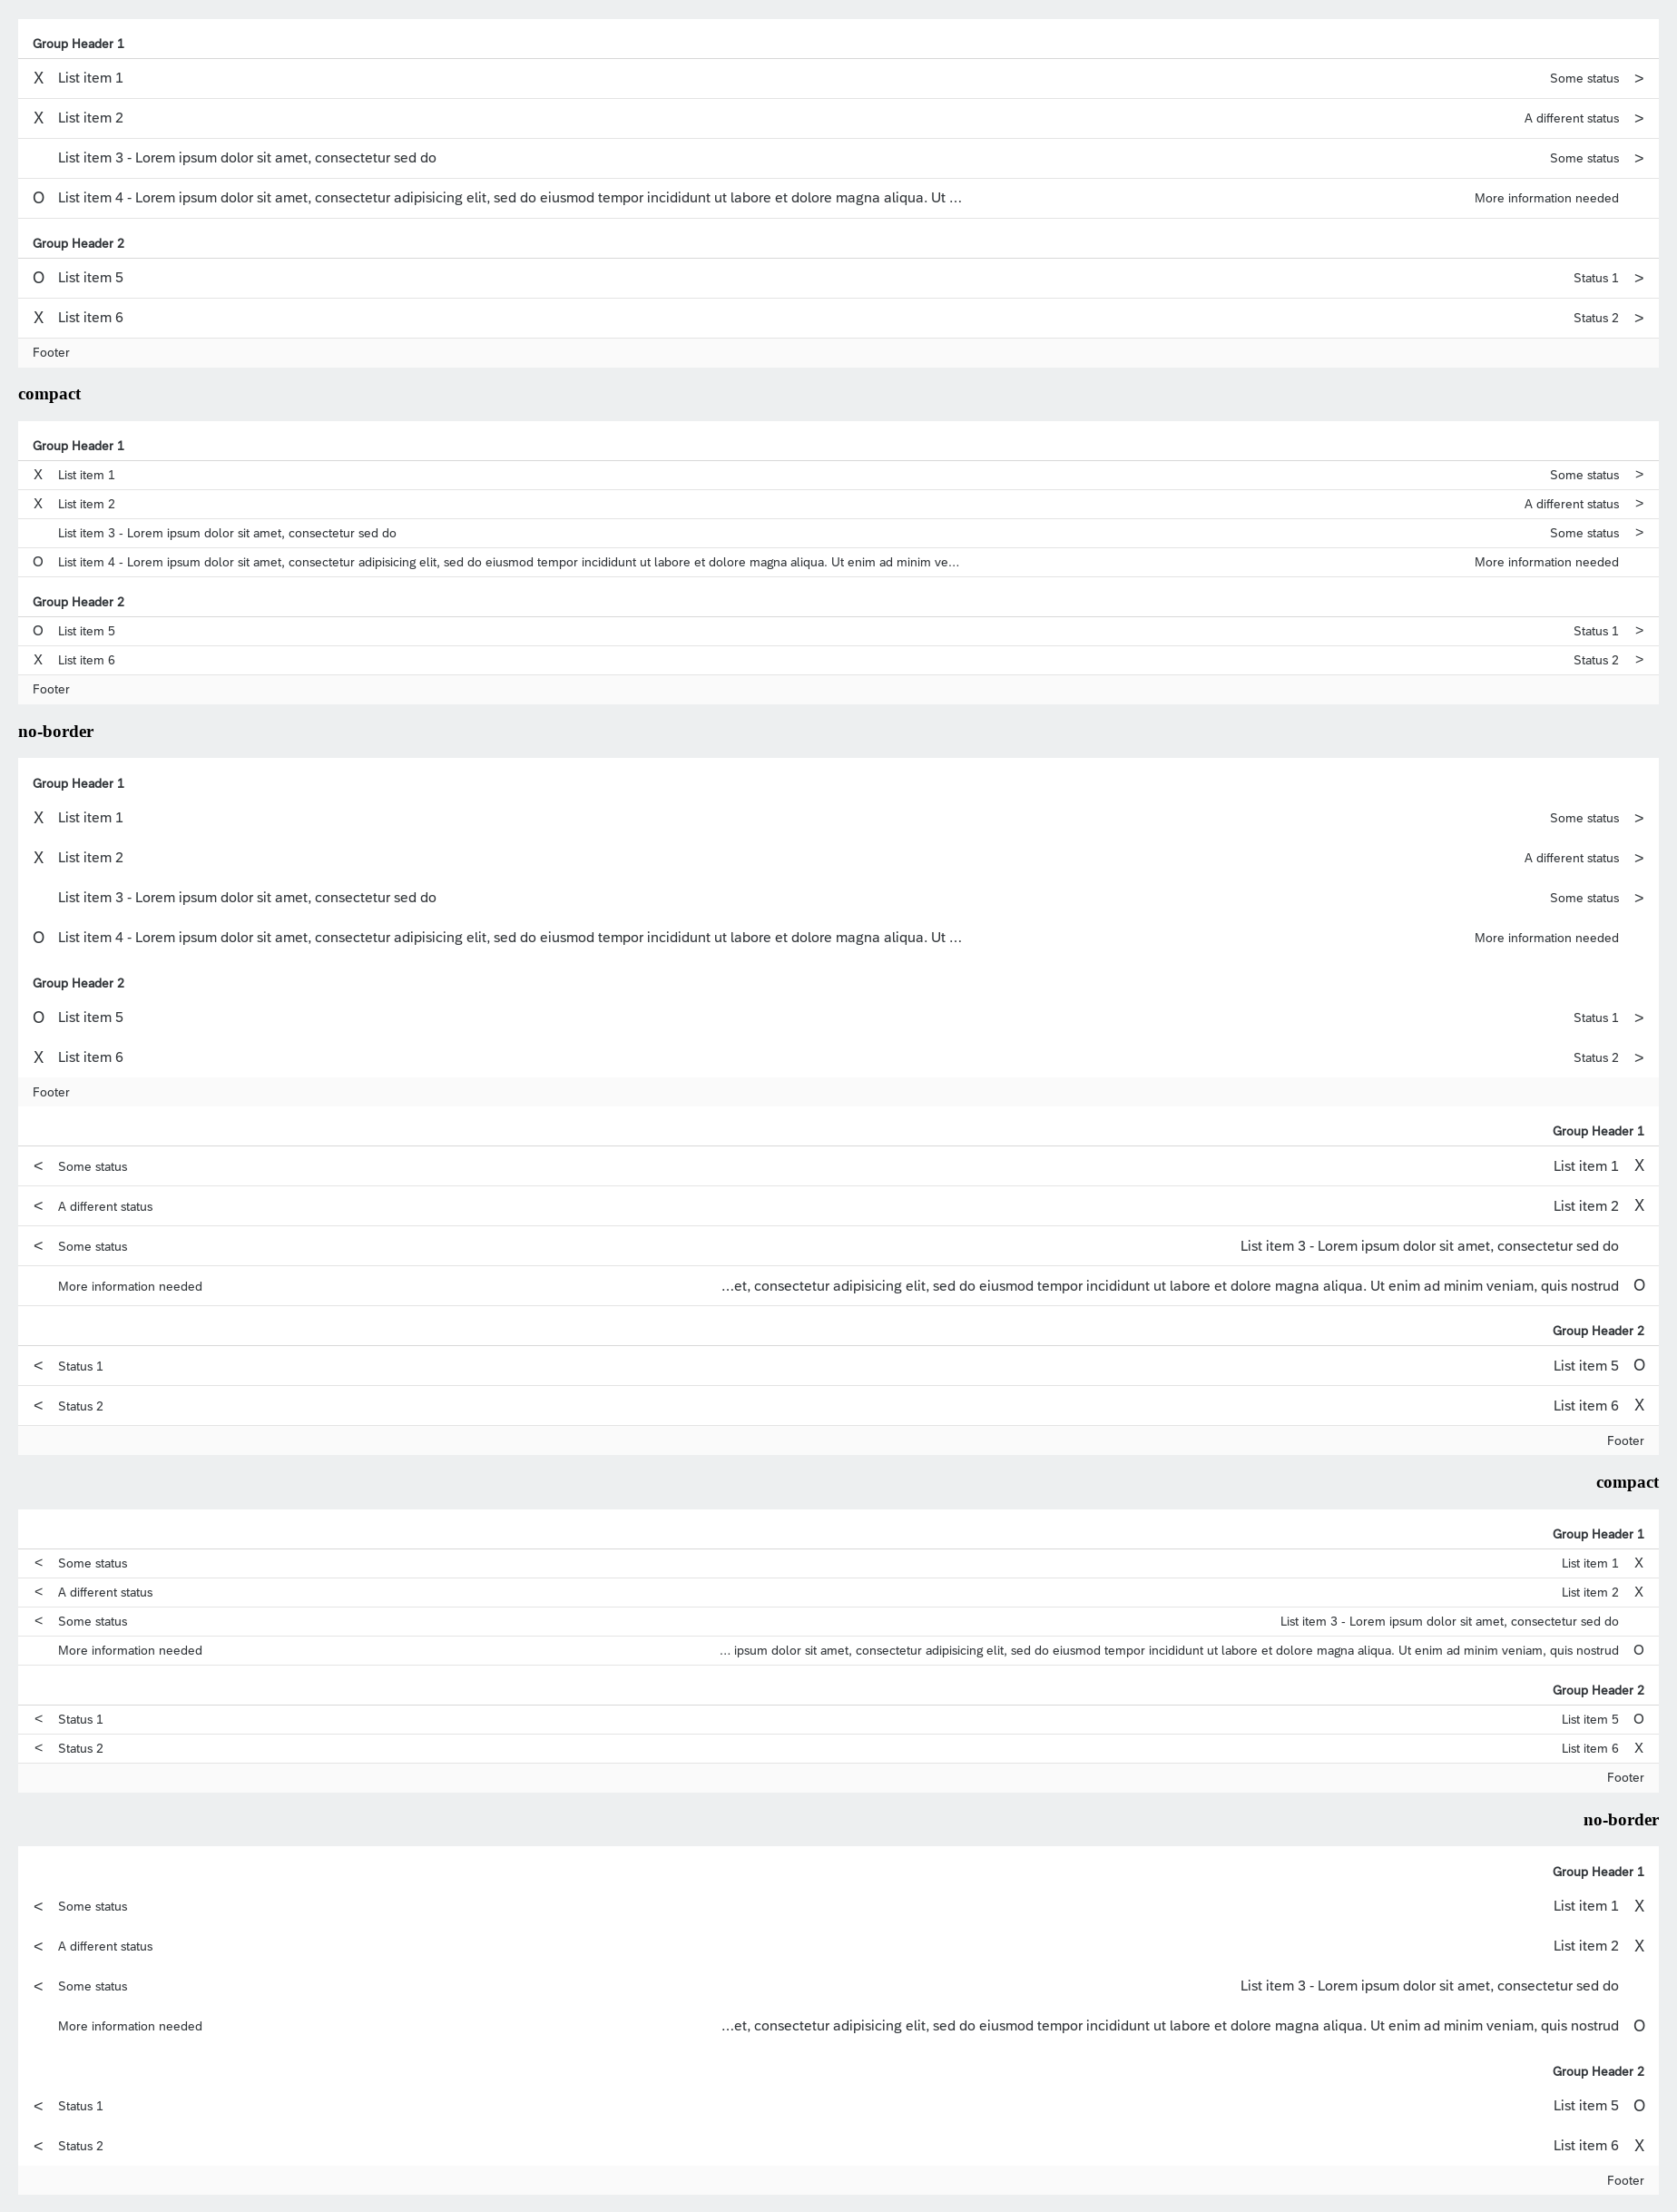 Group Header 1
X List item 1 Some status >
X List item 2 A different status >
List item 3 - Lorem ipsum dolor sit amet, consectetur sed do Some status >
O List item 4 - Lorem ipsum dolor sit amet, consectetur adipisicing elit, sed do eiusmod tempor incididunt ut labore et dolore magna aliqua. Ut ... More information needed
Group Header 2
O List item 5 Status 1 >
X List item 6 Status 2 >
Footer
compact
Group Header 1
X List item 1 Some status >
X List item 2 A different status >
List item 3 - Lorem ipsum dolor sit amet, consectetur sed do Some status >
O List item 4 - Lorem ipsum dolor sit amet, consectetur adipisicing elit, sed do eiusmod tempor incididunt ut labore et dolore magna aliqua. Ut enim ad minim ve... More information needed
Group Header 2
O List item 5 Status 1 >
X List item 6 Status 2 >
Footer
no-border
Group Header 1
X List item 1 Some status >
X List item 2 A different status >
List item 3 - Lorem ipsum dolor sit amet, consectetur sed do Some status >
O List item 4 - Lorem ipsum dolor sit amet, consectetur adipisicing elit, sed do eiusmod tempor incididunt ut labore et dolore magna aliqua. Ut ... More information needed
Group Header 2
O List item 5 Status 1 >
X List item 6 Status 2 >
Footer
Group Header 1
< Some status List item 1 X
< A different status List item 2 X
< Some status List item 3 - Lorem ipsum dolor sit amet, consectetur sed do
More information needed ...et, consectetur adipisicing elit, sed do eiusmod tempor incididunt ut labore et dolore magna aliqua. Ut enim ad minim veniam, quis nostrud O
Group Header 2
< Status 1 List item 5 O
< Status 2 List item 6 X
Footer
compact
Group Header 1
< Some status List item 1 X
< A different status List item 2 X
< Some status List item 3 - Lorem ipsum dolor sit amet, consectetur sed do
More information needed ... ipsum dolor sit amet, consectetur adipisicing elit, sed do eiusmod tempor incididunt ut labore et dolore magna aliqua. Ut enim ad minim veniam, quis nostrud O
Group Header 2
< Status 1 List item 5 O
< Status 2 List item 6 X
Footer
no-border
Group Header 1
< Some status List item 1 X
< A different status List item 2 X
< Some status List item 3 - Lorem ipsum dolor sit amet, consectetur sed do
More information needed ...et, consectetur adipisicing elit, sed do eiusmod tempor incididunt ut labore et dolore magna aliqua. Ut enim ad minim veniam, quis nostrud O
Group Header 2
< Status 1 List item 5 O
< Status 2 List item 6 X
Footer